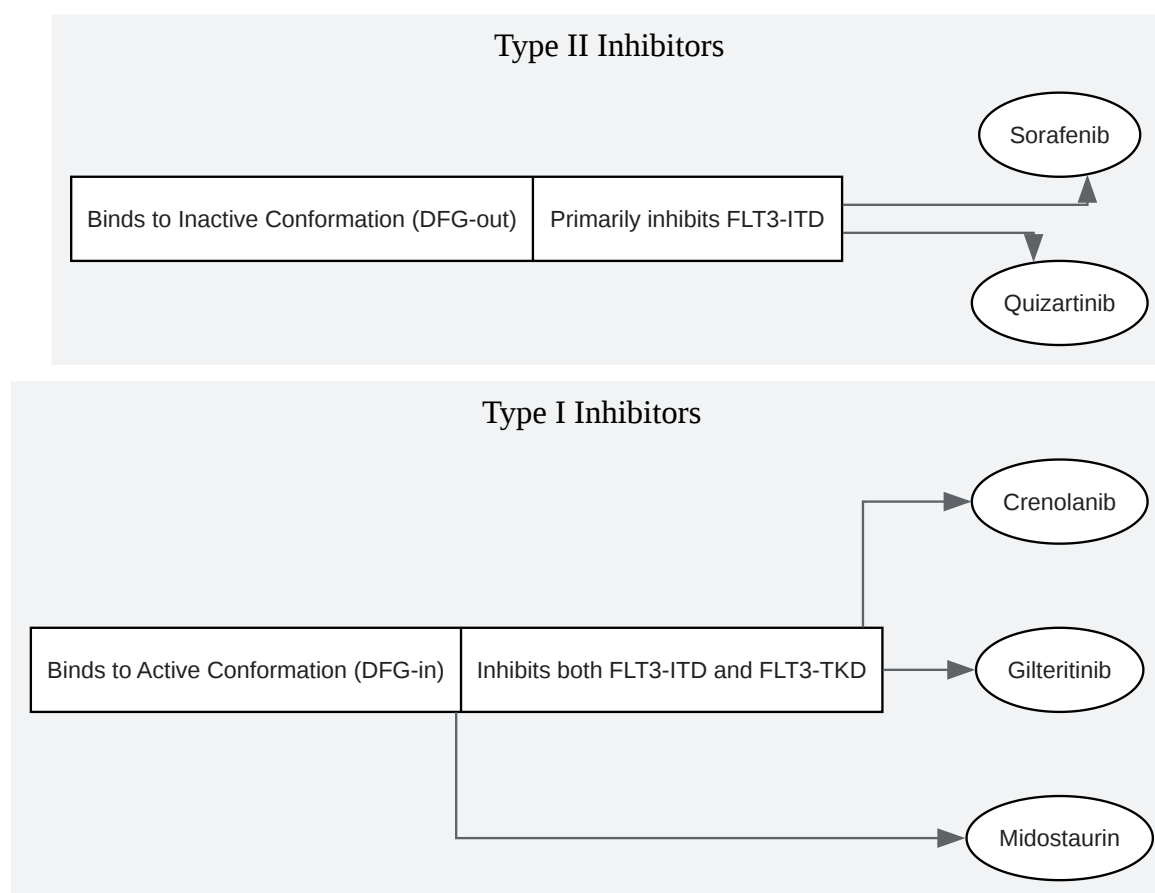 Type II Inhibitors
Sorafenib
Binds to Inactive Conformation (DFG-out)
Primarily inhibits FLT3-ITD
Quizartinib
Type I Inhibitors
Crenolanib
Binds to Active Conformation (DFG-in)
Inhibits both FLT3-ITD and FLT3-TKD
Gilteritinib
Midostaurin